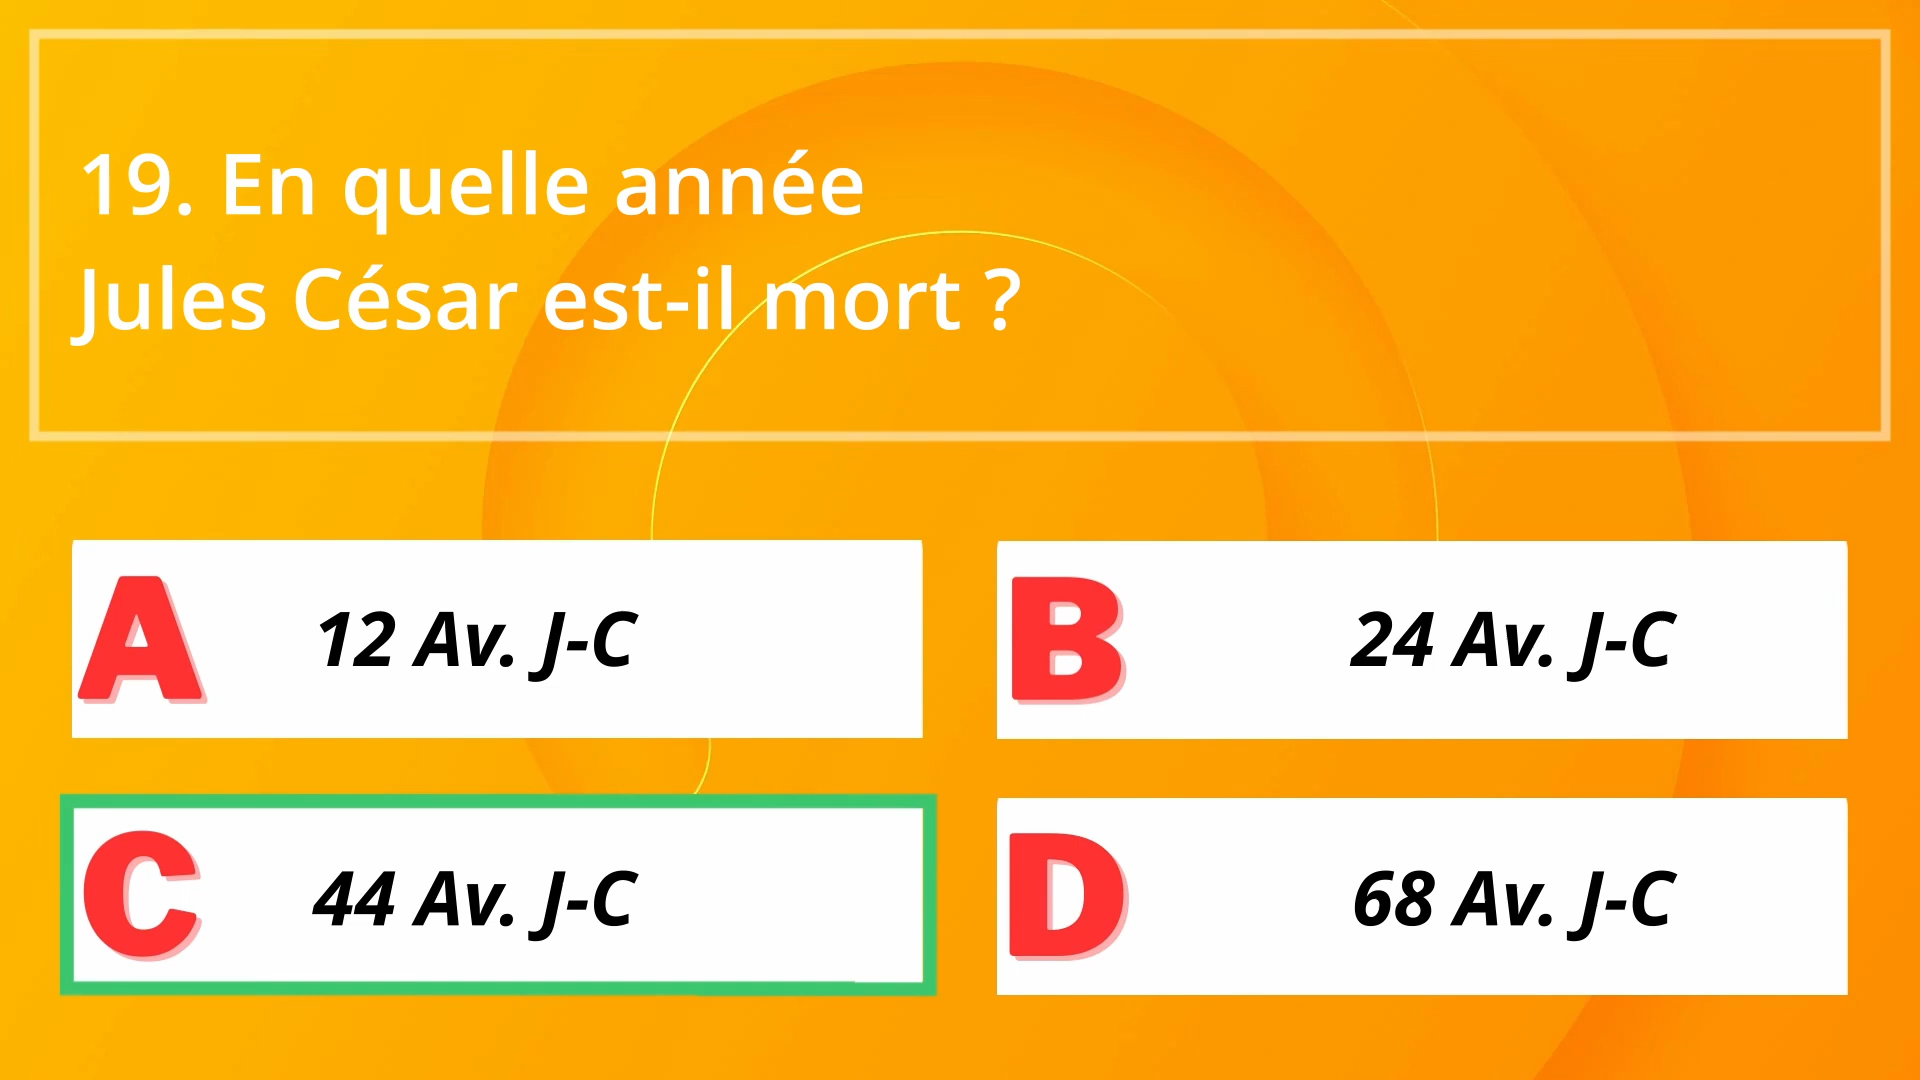 19. En quelle année
Jules César est-il mort ?
A 12 Av. J-C
B 24 Av. J-C
C 44 Av. J-C
D 68 Av. J-C